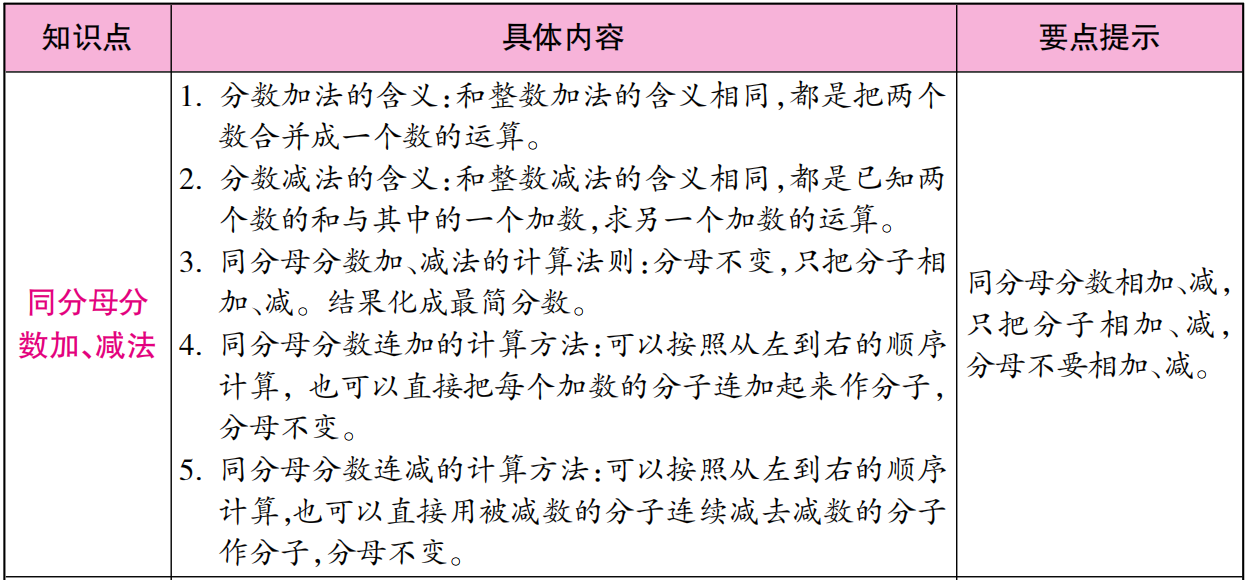 知识点
具体内容
要点提示
同分母分
数加、减法
1. 分数加法的含义:和整数加法的含义相同,都是把两个
数合并成一个数的运算。
2. 分数减法的含义:和整数减法的含义相同,都是已知两
个数的和与其中的一个加数,求另一个加数的运算。
3. 同分母分数加、减法的计算法则:分母不变,只把分子相
加、减。结果化成最简分数。
4. 同分母分数连加的计算方法:可以按照从左到右的顺序
计算,也可以直接把每个加数的分子连加起来作分子,
分母不变。
5. 同分母分数连减的计算方法:可以按照从左到右的顺序
计算,也可以直接用被减数的分子连续减去减数的分子
作分子,分母不变。
同分母分数相加、减,
只把分子相加、减,
分母不要相加、减。